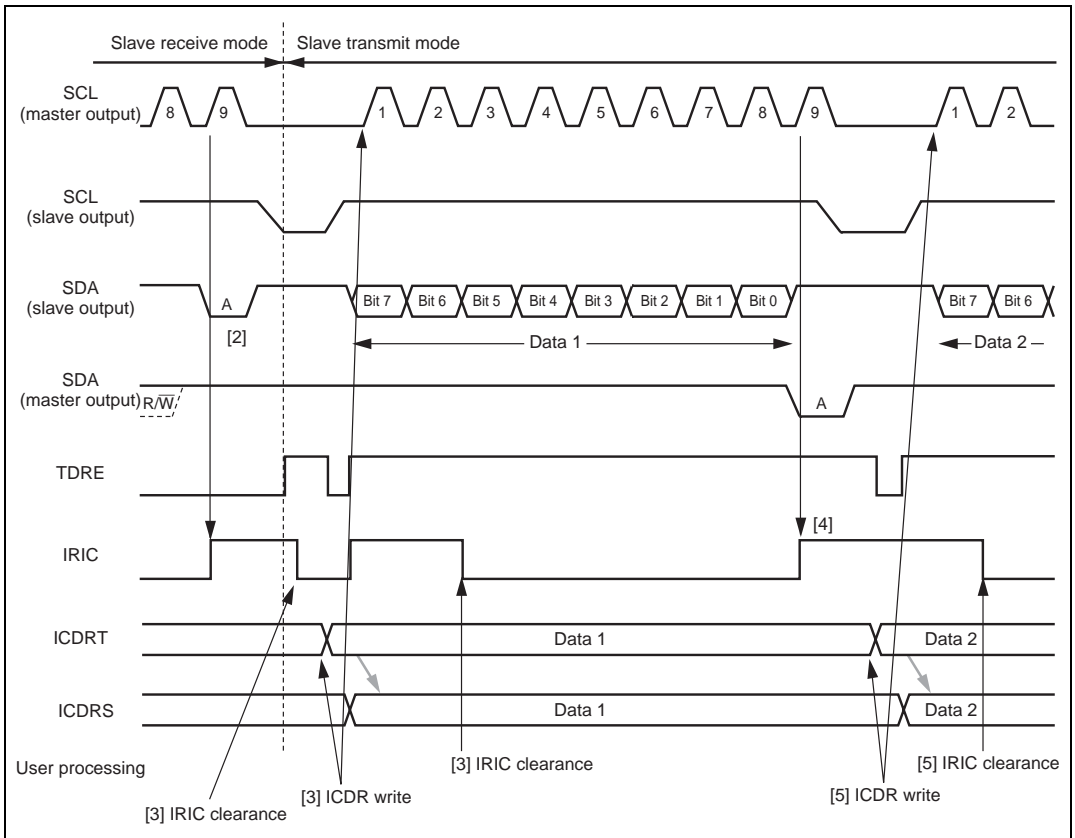 Slave receive mode Slave transmit mode
SCL
(master output)
8 9 1 2 3 4 5 6 7 8 9 1 2
SCL
(slave output)
SDA
(slave output)
A Bit 7 Bit 6 Bit 5 Bit 4 Bit 3 Bit 2 Bit 1 Bit 0 Bit 7 Bit 6
[2] Data 1 Data 2
SDA
(master output)
R/W̅ A
TDRE
[4]
IRIC
ICDRT Data 1 Data 2
ICDRS Data 1 Data 2
User processing
[3] IRIC clearance
[3] ICDR write
[3] IRIC clearance
[5] ICDR write
[5] IRIC clearance